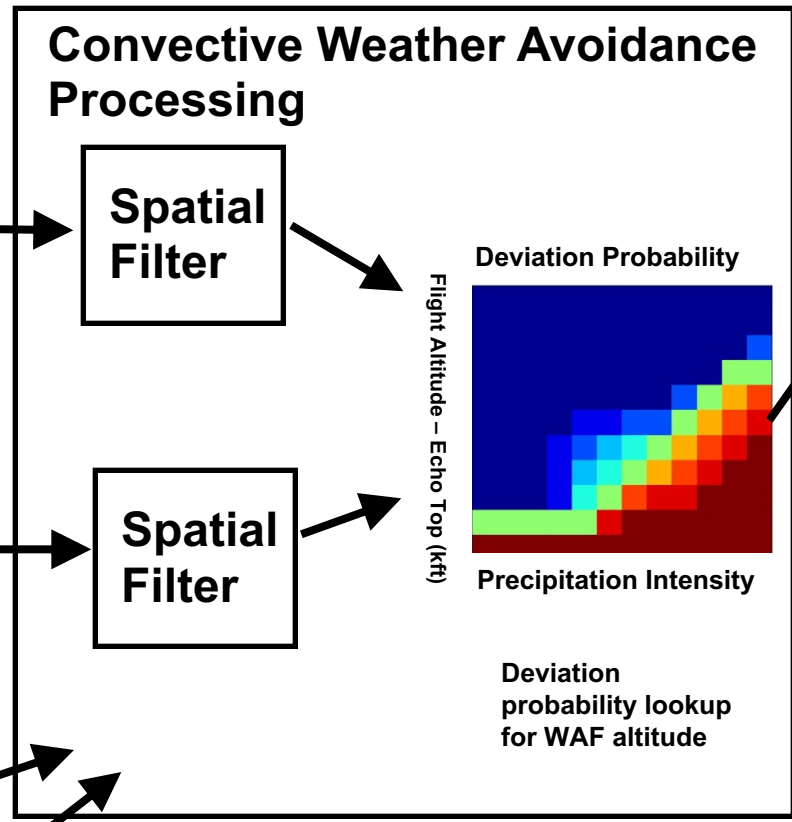 Convective Weather Avoidance
Processing
Spatial
Filter
Deviation Probability
Flight Altitude – Echo Top (kft)
Spatial
Filter
Precipitation Intensity
Deviation
probability lookup
for WAF altitude